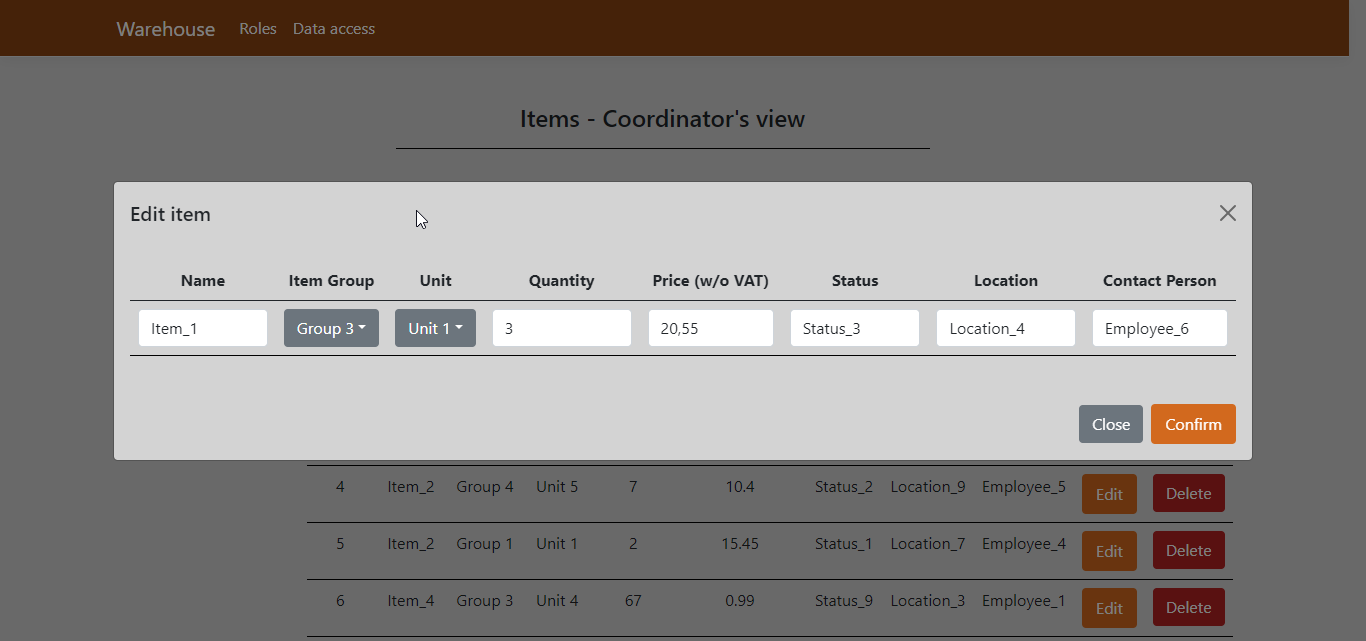 Warehouse Roles Data access
Items - Coordinator's view
Edit item
Name Item Group Unit Quantity Price (w/o VAT) Status Location Contact Person
Item_1 Group 3 Unit 1 3 20,55 Status_3 Location_4 Employee_6
Close Confirm
4 Item_2 Group 4 Unit 5 7 10.4 Status_2 Location_9 Employee_5 Edit Delete
5 Item_2 Group 1 Unit 1 2 15.45 Status_1 Location_7 Employee_4 Edit Delete
6 Item_4 Group 3 Unit 4 67 0.99 Status_9 Location_3 Employee_1 Edit Delete